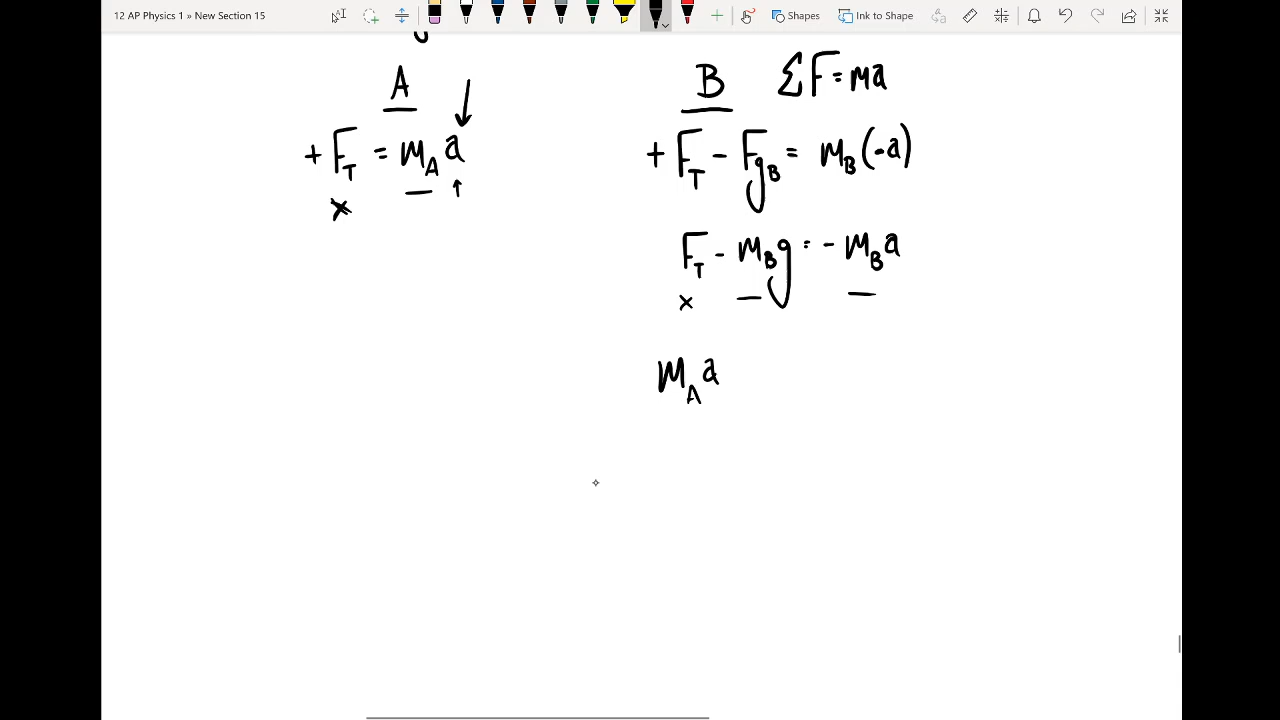 12 AP Physics 1 » New Section 15
Shapes
Ink to Shape
A
+ F_T = m_A a
B
ΣF = ma
+ F_T - F_gB = m_B(-a)
F_T - m_B g = - m_B a
m_A a